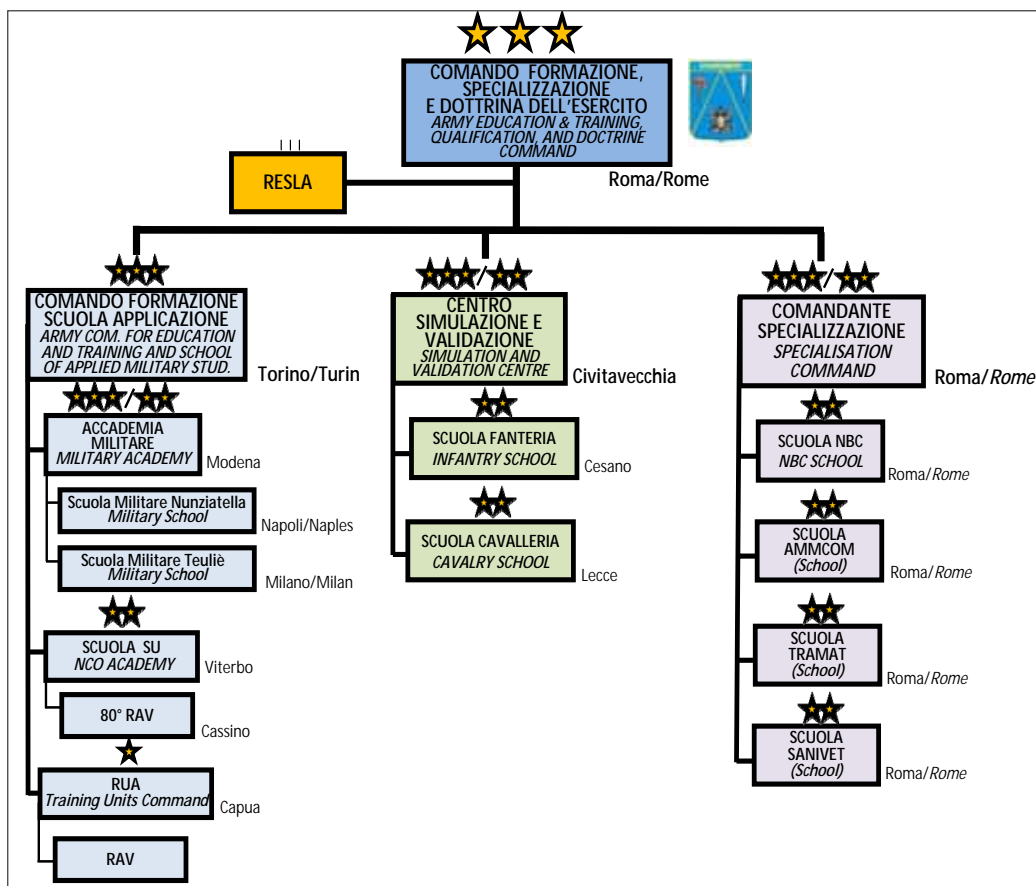 COMANDO FORMAZIONE,
SPECIALIZZAZIONE
E DOTTRINA DELL'ESERCITO
ARMY EDUCATION & TRAINING,
QUALIFICATION, AND DOCTRINE
COMMAND
Roma/Rome
RESLA
COMANDO FORMAZIONE
SCUOLA APPLICAZIONE
ARMY COM. FOR EDUCATION
AND TRAINING AND SCHOOL
OF APPLIED MILITARY STUD.
Torino/Turin
/
ACCADEMIA
MILITARE
MILITARY ACADEMY
Modena
Scuola Militare Nunziatella
Military School
Napoli/Naples
Scuola Militare Teuliè
Military School
Milano/Milan
SCUOLA SU
NCO ACADEMY
Viterbo
80° RAV
Cassino
RUA
Training Units Command
Capua
RAV
/
CENTRO
SIMULAZIONE E
VALIDAZIONE
SIMULATION AND
VALIDATION CENTRE
Civitavecchia
SCUOLA FANTERIA
INFANTRY SCHOOL
Cesano
SCUOLA CAVALLERIA
CAVALRY SCHOOL
Lecce
/
COMANDANTE
SPECIALIZZAZIONE
SPECIALISATION
COMMAND
Roma/Rome
SCUOLA NBC
NBC SCHOOL
Roma/Rome
SCUOLA
AMMCOM
(School)
Roma/Rome
SCUOLA
TRAMAT
(School)
Roma/Rome
SCUOLA
SANIVET
(School)
Roma/Rome